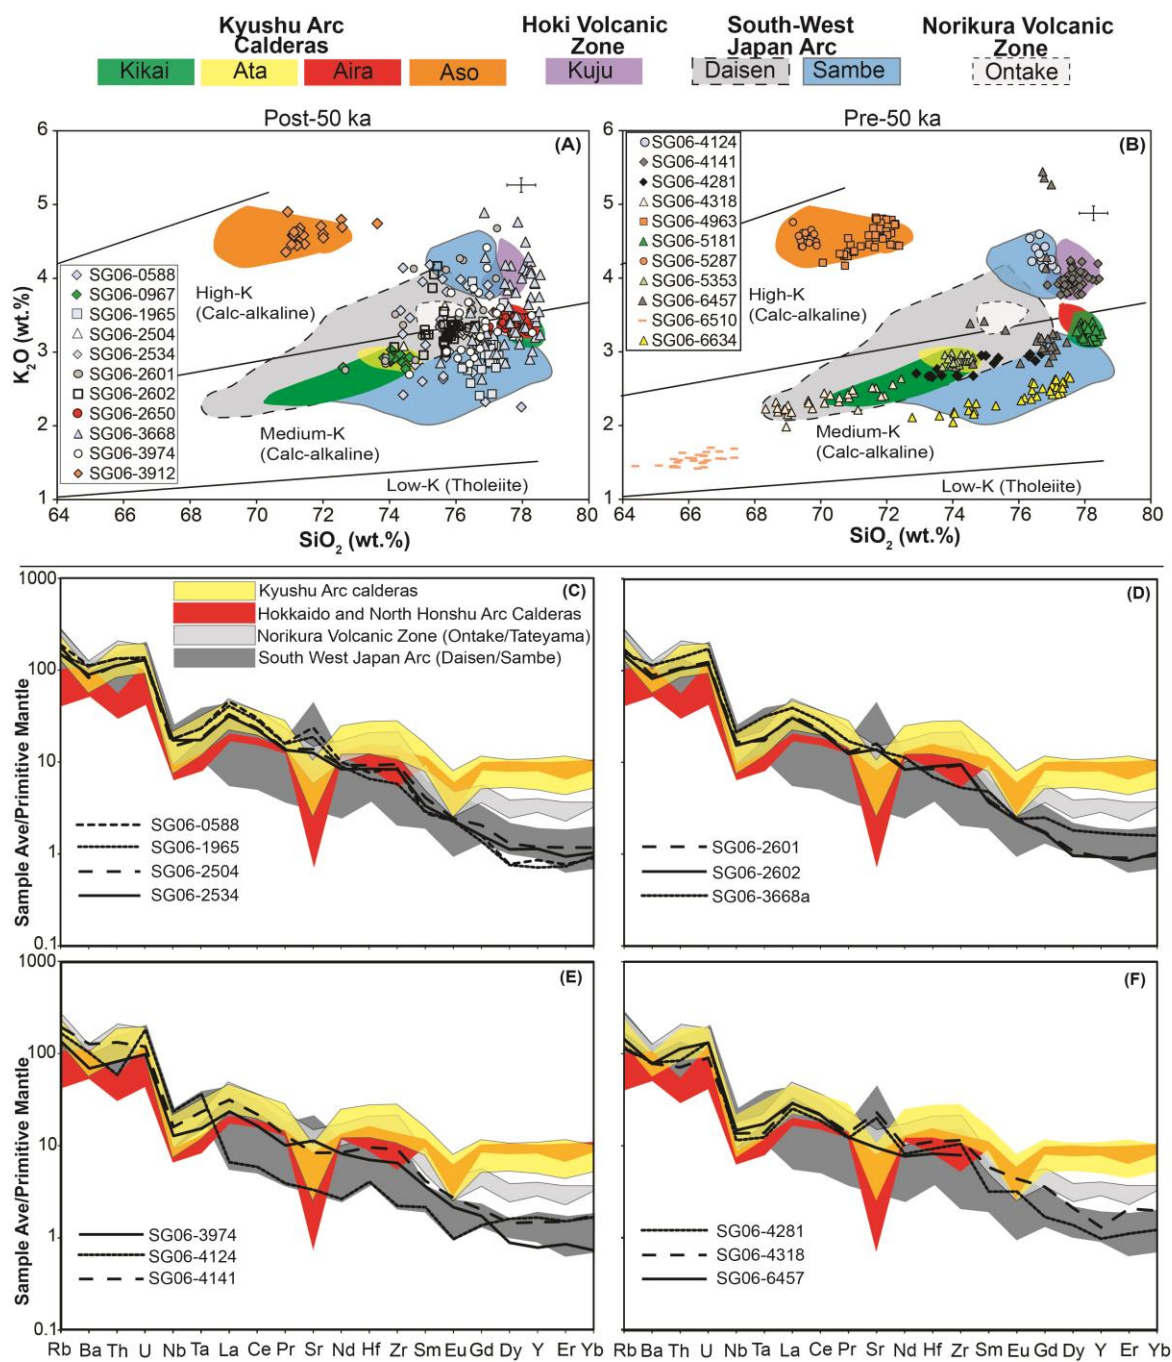 Kyushu Arc
Calderas
Hoki Volcanic
Zone
South-West
Japan Arc
Norikura Volcanic
Zone
Kikai
Ata
Aira
Aso
Kuju
Daisen
Sambe
Ontake
Post-50 ka
Pre-50 ka
K2O (wt.%)
6
5
4
3
2
1
(A)
High-K
(Calc-alkaline)
Medium-K
(Calc-alkaline)
Low-K (Tholeiite)
SG06-0588
SG06-0967
SG06-1965
SG06-2504
SG06-2534
SG06-2601
SG06-2602
SG06-2650
SG06-3668
SG06-3974
SG06-3912
64 66 68 70 72 74 76 78 80
SiO2 (wt.%)
6
5
4
3
2
1
(B)
SG06-4124
SG06-4141
SG06-4281
SG06-4318
SG06-4963
SG06-5181
SG06-5287
SG06-5353
SG06-6457
SG06-6510
SG06-6634
High-K
(Calc-alkaline)
Medium-K
(Calc-alkaline)
Low-K (Tholeiite)
64 66 68 70 72 74 76 78 80
SiO2 (wt.%)
Sample Ave/Primitive Mantle
1000
100
10
1
0.1
(C)
Kyushu Arc calderas
Hokkaido and North Honshu Arc Calderas
Norikura Volcanic Zone (Ontake/Tateyama)
South West Japan Arc (Daisen/Sambe)
SG06-0588
SG06-1965
SG06-2504
SG06-2534
(D)
SG06-2601
SG06-2602
SG06-3668a
Sample Ave/Primitive Mantle
1000
100
10
1
0.1
(E)
SG06-3974
SG06-4124
SG06-4141
(F)
SG06-4281
SG06-4318
SG06-6457
Rb Ba Th U Nb Ta La Ce Pr Sr Nd Hf Zr Sm Eu Gd Dy Y Er Yb
Rb Ba Th U Nb Ta La Ce Pr Sr Nd Hf Zr Sm Eu Gd Dy Y Er Yb